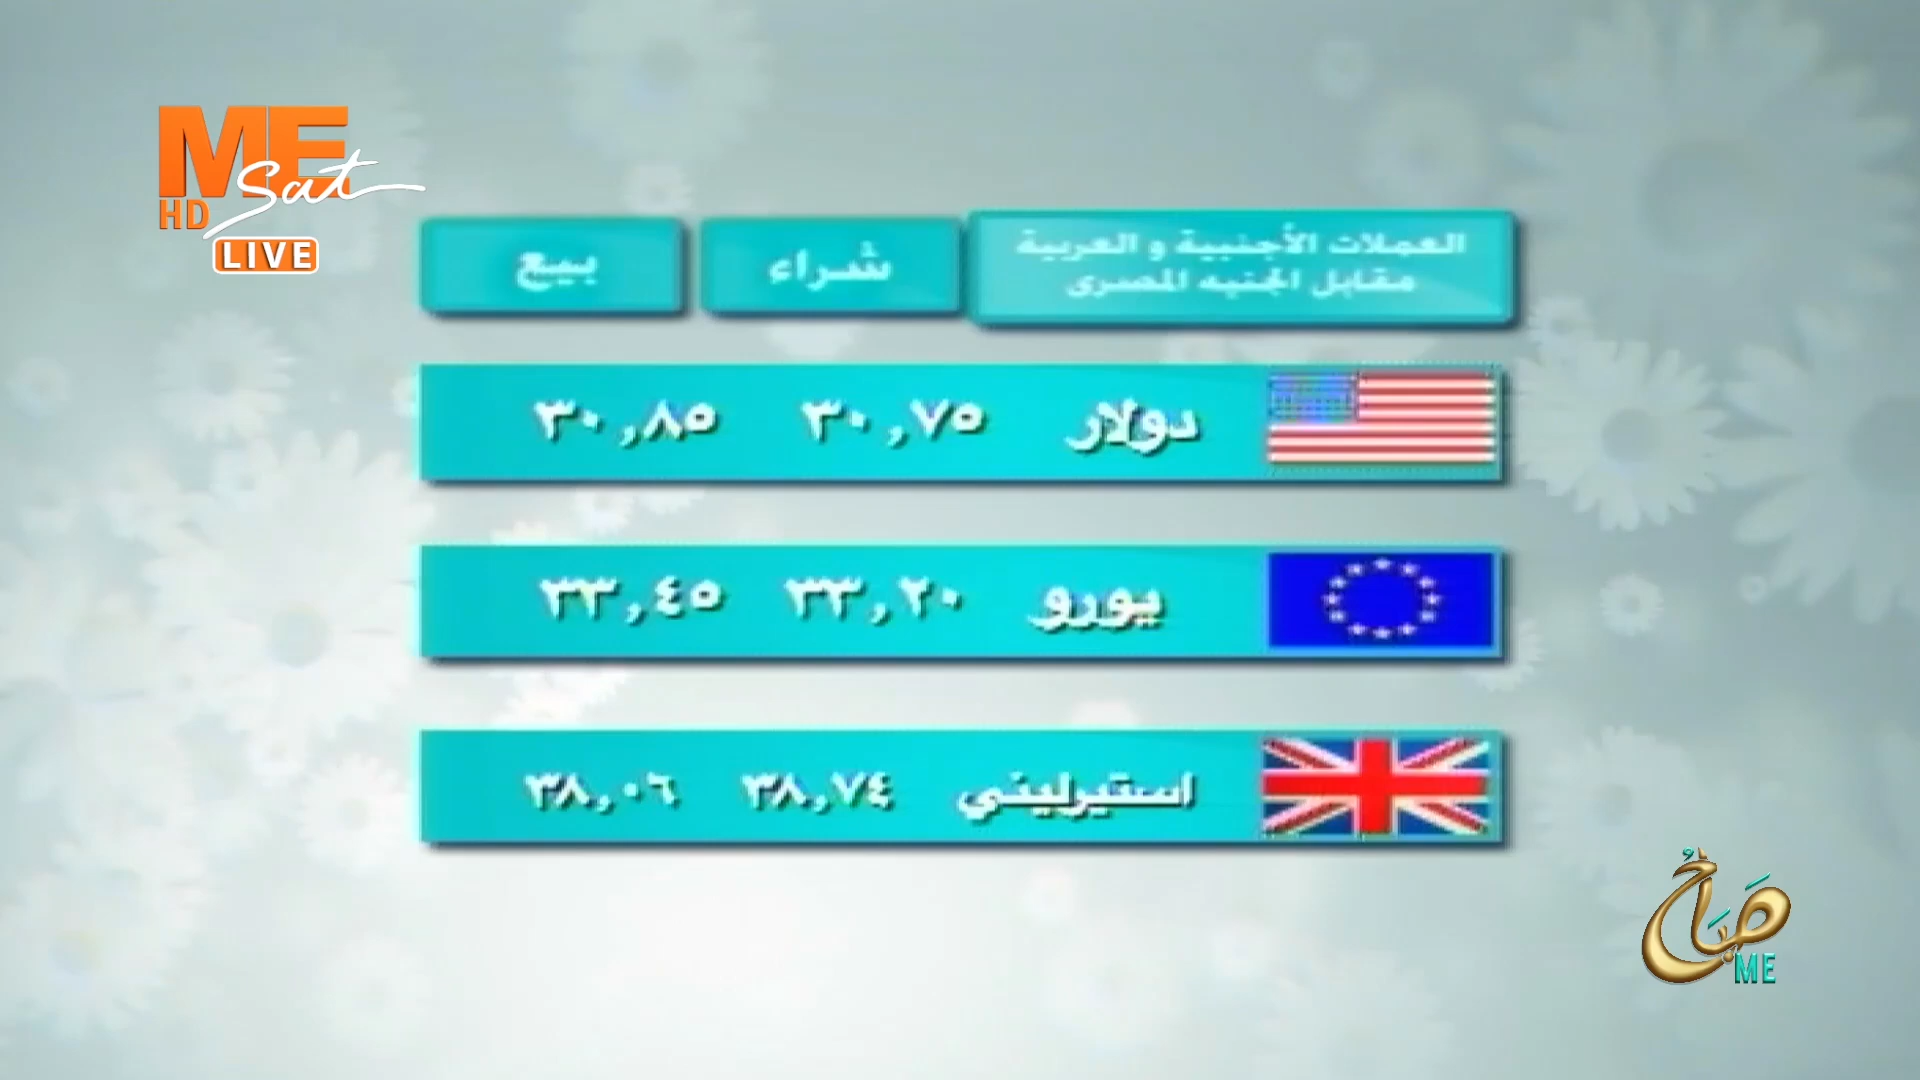 ME
Sat
HD
LIVE
العملات الأجنبية و العربية
مقابل الجنيه المصرى
شراء
بيع
دولار ٣٠,٧٥ ٣٠,٨٥
يورو ٣٣,٢٠ ٣٣,٤٥
استيرليني ٣٨,٧٤ ٣٨,٠٦
صَبَاحُ
ME